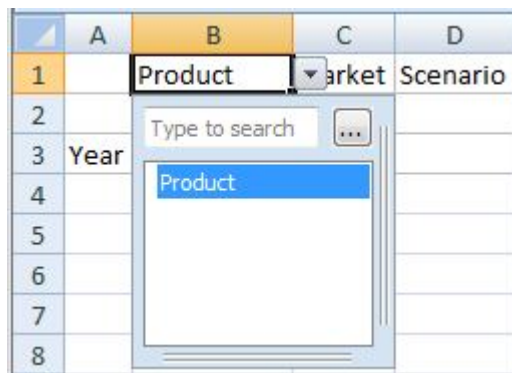 A B C D
1 Product arket Scenario
2 Type to search ...
3 Year
Product
4
5
6
7
8